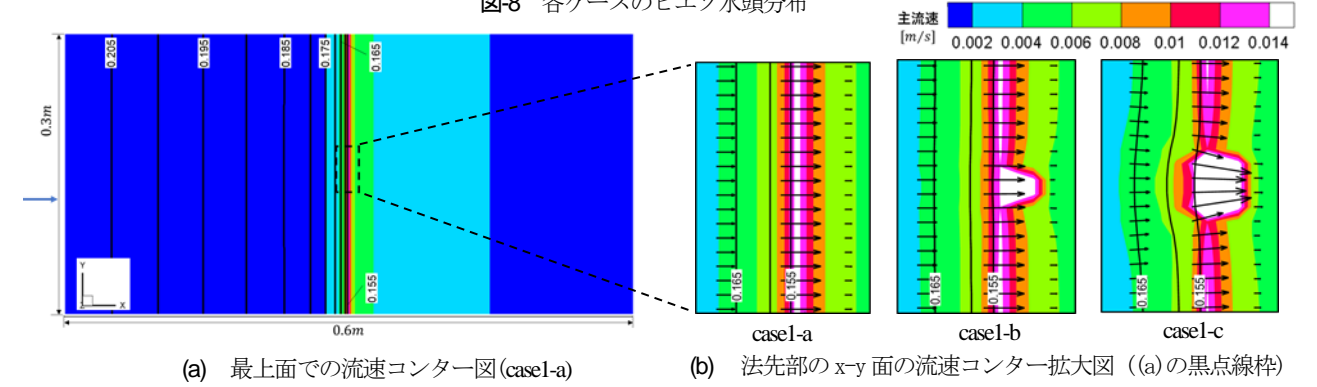 図-8 各ケースのピエゾ水頭分布
主流速
[m/s]
0.002 0.004 0.006 0.008 0.01 0.012 0.014
0.205
0.195
0.185
0.175
0.165
0.3m
0.155
Y
Z X
0.6m
0.165
0.155
case1-a
0.165
0.155
case1-b
0.165
0.155
case1-c
(a) 最上面での流速コンター図(case1-a)
(b) 法先部の x-y 面の流速コンター拡大図 ((a)の黒点線枠)